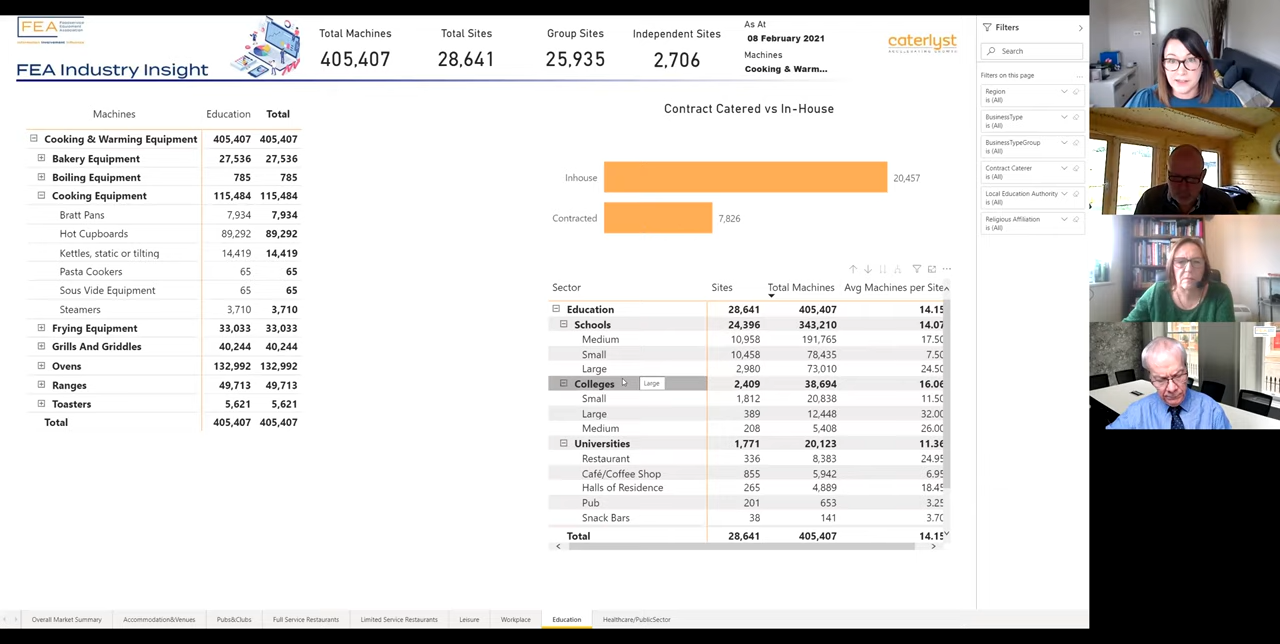 FEA Foodservice Equipment Association
FEA Industry Insight
Total Machines
405,407
Total Sites
28,641
Group Sites
25,935
Independent Sites
2,706
As At
08 February 2021
Machines
Cooking & Warm...
caterlyst
Machines Education Total
Cooking & Warming Equipment 405,407 405,407
Bakery Equipment 27,536 27,536
Boiling Equipment 785 785
Cooking Equipment 115,484 115,484
Bratt Pans 7,934 7,934
Hot Cupboards 89,292 89,292
Kettles, static or tilting 14,419 14,419
Pasta Cookers 65 65
Sous Vide Equipment 65 65
Steamers 3,710 3,710
Frying Equipment 33,033 33,033
Grills And Griddles 40,244 40,244
Ovens 132,992 132,992
Ranges 49,713 49,713
Toasters 5,621 5,621
Total 405,407 405,407
Contract Catered vs In-House
Inhouse 20,457
Contracted 7,826
Sector Sites Total Machines Avg Machines per Site
Education 28,641 405,407 14.15
Schools 24,396 343,210 14.07
Medium 10,958 191,765 17.50
Small 10,458 78,435 7.50
Large 2,980 73,010 24.50
Colleges Large 2,409 38,694 16.06
Small 1,812 20,838 11.50
Large 389 12,448 32.00
Medium 208 5,408 26.00
Universities 1,771 20,123 11.36
Restaurant 336 8,383 24.95
Café/Coffee Shop 855 5,942 6.95
Halls of Residence 265 4,889 18.45
Pub 201 653 3.25
Snack Bars 38 141 3.70
Total 28,641 405,407 14.15
Filters
Search
Filters on this page
Region
is (All)
BusinessType
is (All)
BusinessTypeGroup
is (All)
Contract Caterer
is (All)
Local Education Authority
is (All)
Religious Affiliation
is (All)
Overall Market Summary Accommodation&Venues Pubs&Clubs Full Service Restaurants Limited Service Restaurants Leisure Workplace Education Healthcare/PublicSector